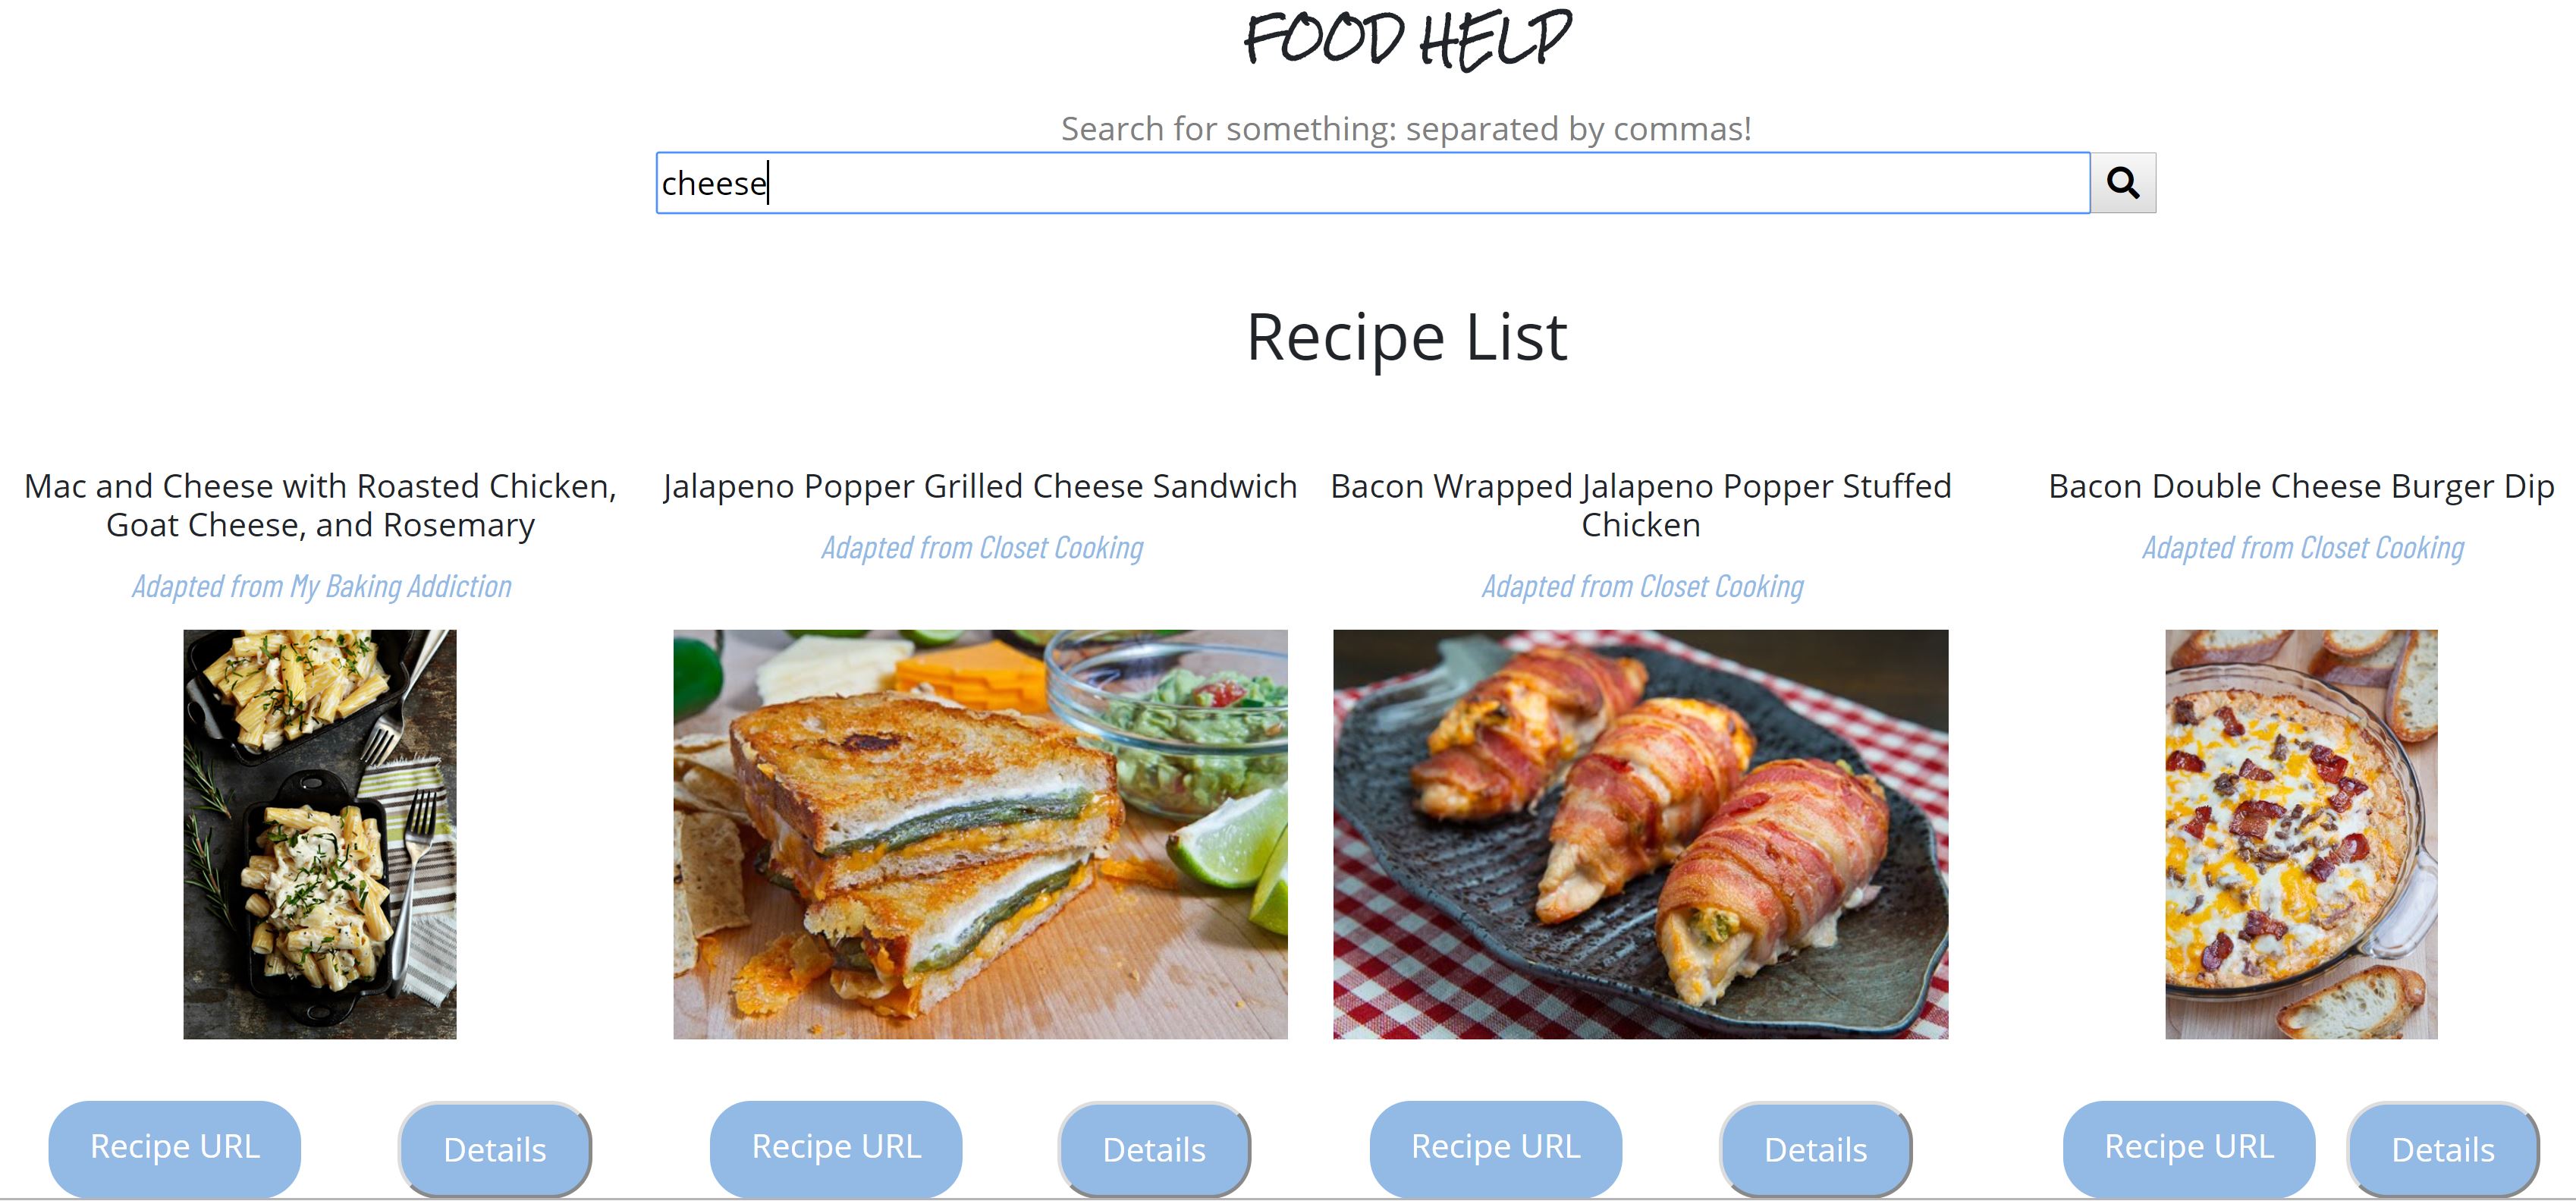 FOOD HELP
Search for something: separated by commas!
cheese
Recipe List
Mac and Cheese with Roasted Chicken,
Goat Cheese, and Rosemary
Adapted from My Baking Addiction
Jalapeno Popper Grilled Cheese Sandwich
Adapted from Closet Cooking
Bacon Wrapped Jalapeno Popper Stuffed
Chicken
Adapted from Closet Cooking
Bacon Double Cheese Burger Dip
Adapted from Closet Cooking
Recipe URL
Details
Recipe URL
Details
Recipe URL
Details
Recipe URL
Details